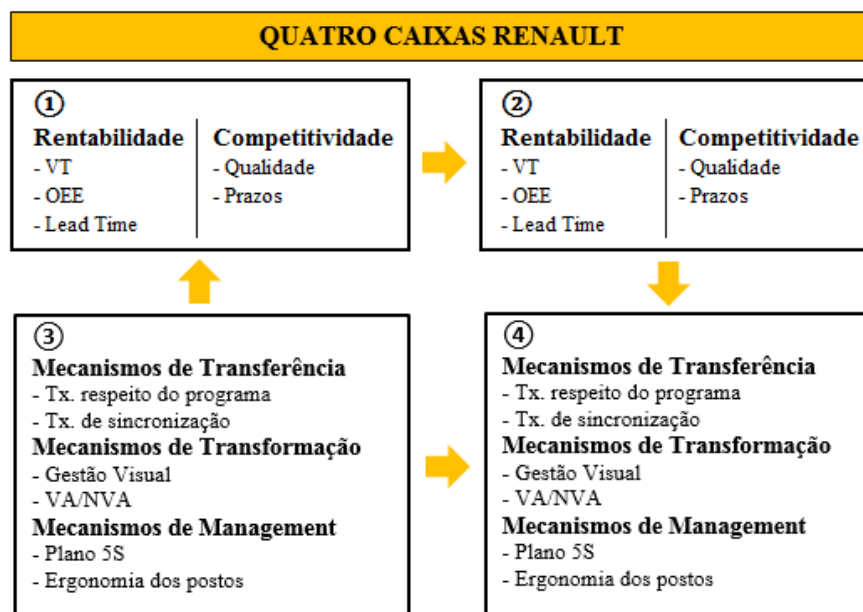 QUATRO CAIXAS RENAULT
①
Rentabilidade
- VT
- OEE
- Lead Time
Competitividade
- Qualidade
- Prazos
②
Rentabilidade
- VT
- OEE
- Lead Time
Competitividade
- Qualidade
- Prazos
③
Mecanismos de Transferência
- Tx. respeito do programa
- Tx. de sincronização
Mecanismos de Transformação
- Gestão Visual
- VA/NVA
Mecanismos de Management
- Plano 5S
- Ergonomia dos postos
④
Mecanismos de Transferência
- Tx. respeito do programa
- Tx. de sincronização
Mecanismos de Transformação
- Gestão Visual
- VA/NVA
Mecanismos de Management
- Plano 5S
- Ergonomia dos postos